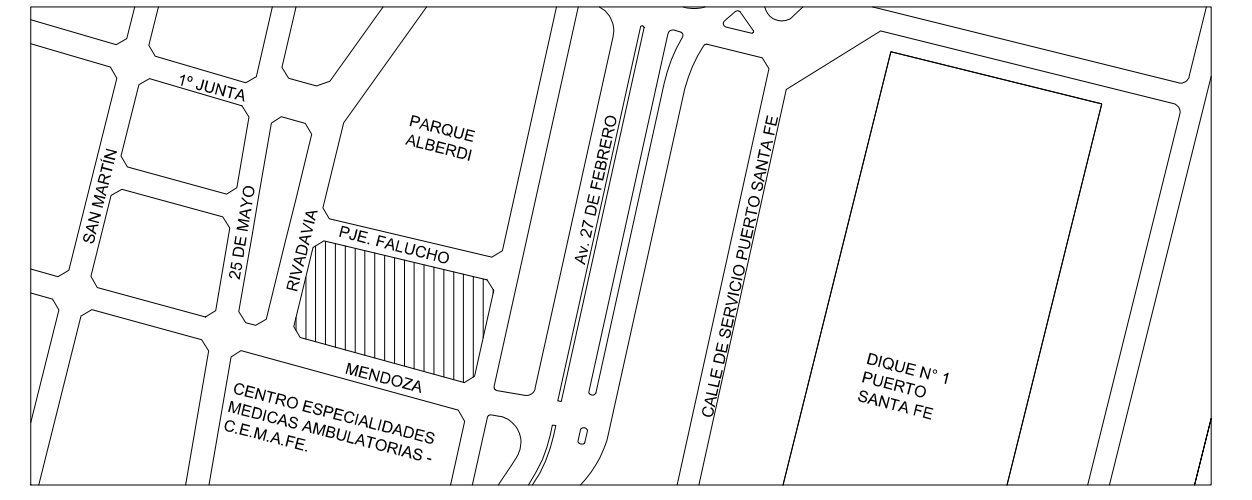 1º JUNTA
PARQUE
ALBERDI
SAN MARTÍN
25 DE MAYO
RIVADAVIA
PJE. FALUCHO
Av. 27 DE FEBRERO
CALLE DE SERVICIO PUERTO SANTA FE
MENDOZA
DIQUE N° 1
PUERTO
SANTA FE
CENTRO ESPECIALIDADES
MEDICAS AMBULATORIAS -
C.E.M.A.FE.